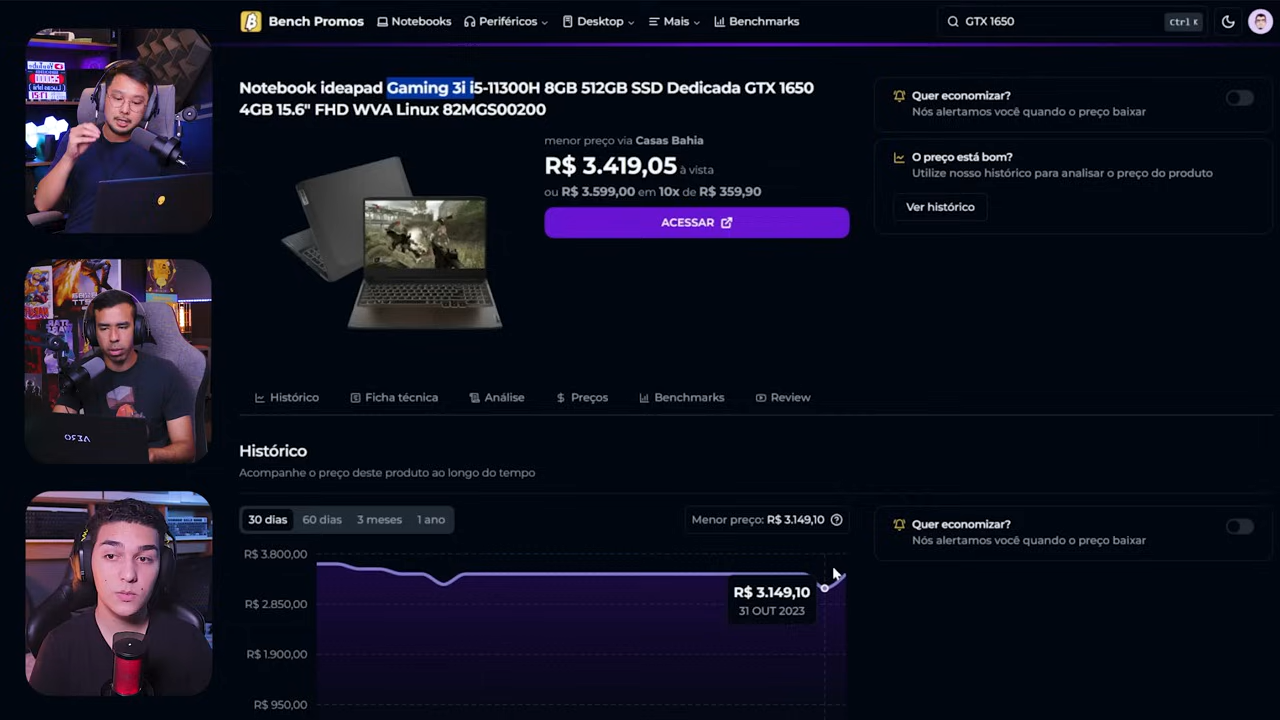 Bench Promos
Notebooks
Periféricos
Desktop
Mais
Benchmarks
GTX 1650
Ctrl K
Notebook ideapad Gaming 3i i5-11300H 8GB 512GB SSD Dedicada GTX 1650
4GB 15.6" FHD WVA Linux 82MGS00200
menor preço via Casas Bahia
R$ 3.419,05 à vista
ou R$ 3.599,00 em 10x de R$ 359,90
ACESSAR
Quer economizar?
Nós alertamos você quando o preço baixar
O preço está bom?
Utilize nosso histórico para analisar o preço do produto
Ver histórico
Histórico
Ficha técnica
Análise
Preços
Benchmarks
Review
Histórico
Acompanhe o preço deste produto ao longo do tempo
30 dias
60 dias
3 meses
1 ano
Menor preço: R$ 3.149,10
Quer economizar?
Nós alertamos você quando o preço baixar
R$ 3.800,00
R$ 2.850,00
R$ 1.900,00
R$ 950,00
R$ 3.149,10
31 OUT 2023
AERO